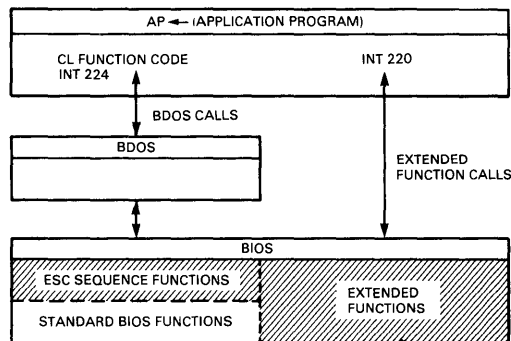 AP ← (APPLICATION PROGRAM)
CL FUNCTION CODE
INT 224
INT 220
BDOS CALLS
BDOS
EXTENDED
FUNCTION CALLS
BIOS
ESC SEQUENCE FUNCTIONS
EXTENDED
FUNCTIONS
STANDARD BIOS FUNCTIONS